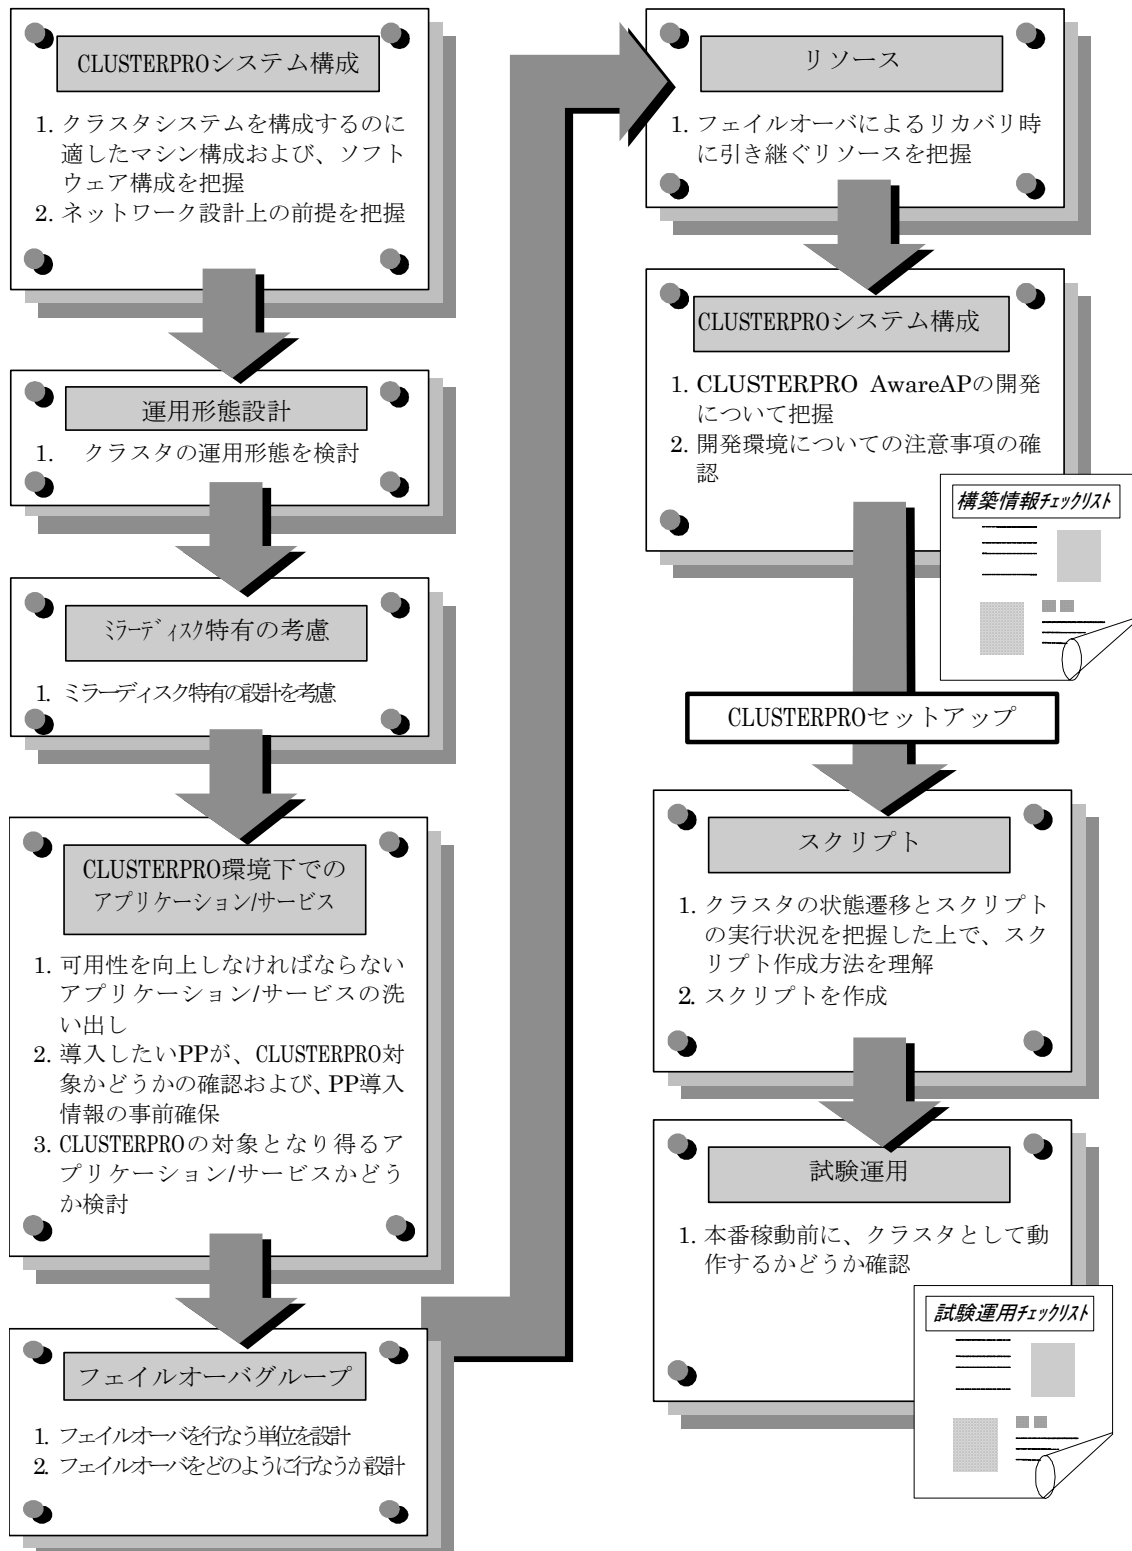 CLUSTERPROシステム構成
1. クラスタシステムを構成するのに
適したマシン構成および、ソフト
ウェア構成を把握
2. ネットワーク設計上の前提を把握
運用形態設計
1. クラスタの運用形態を検討
ﾐﾗｰﾃﾞｨｽｸ特有の考慮
1. ミラーディスク特有の設計を考慮
CLUSTERPRO環境下での
アプリケーション/サービス
1. 可用性を向上しなければならない
アプリケーション/サービスの洗
い出し
2. 導入したいPPが、CLUSTERPRO対
象かどうかの確認および、PP導入
情報の事前確保
3. CLUSTERPROの対象となり得るア
プリケーション/サービスかどう
か検討
フェイルオーバグループ
1. フェイルオーバを行なう単位を設計
2. フェイルオーバをどのように行なうか設計
リソース
1. フェイルオーバによるリカバリ時
に引き継ぐリソースを把握
CLUSTERPROシステム構成
1. CLUSTERPRO AwareAPの開発
について把握
2. 開発環境についての注意事項の確
認
構築情報ﾁｪｯｸﾘｽﾄ
CLUSTERPROセットアップ
スクリプト
1. クラスタの状態遷移とスクリプト
の実行状況を把握した上で、スク
リプト作成方法を理解
2. スクリプトを作成
試験運用
1. 本番稼動前に、クラスタとして動
作するかどうか確認
試験運用ﾁｪｯｸﾘｽﾄ